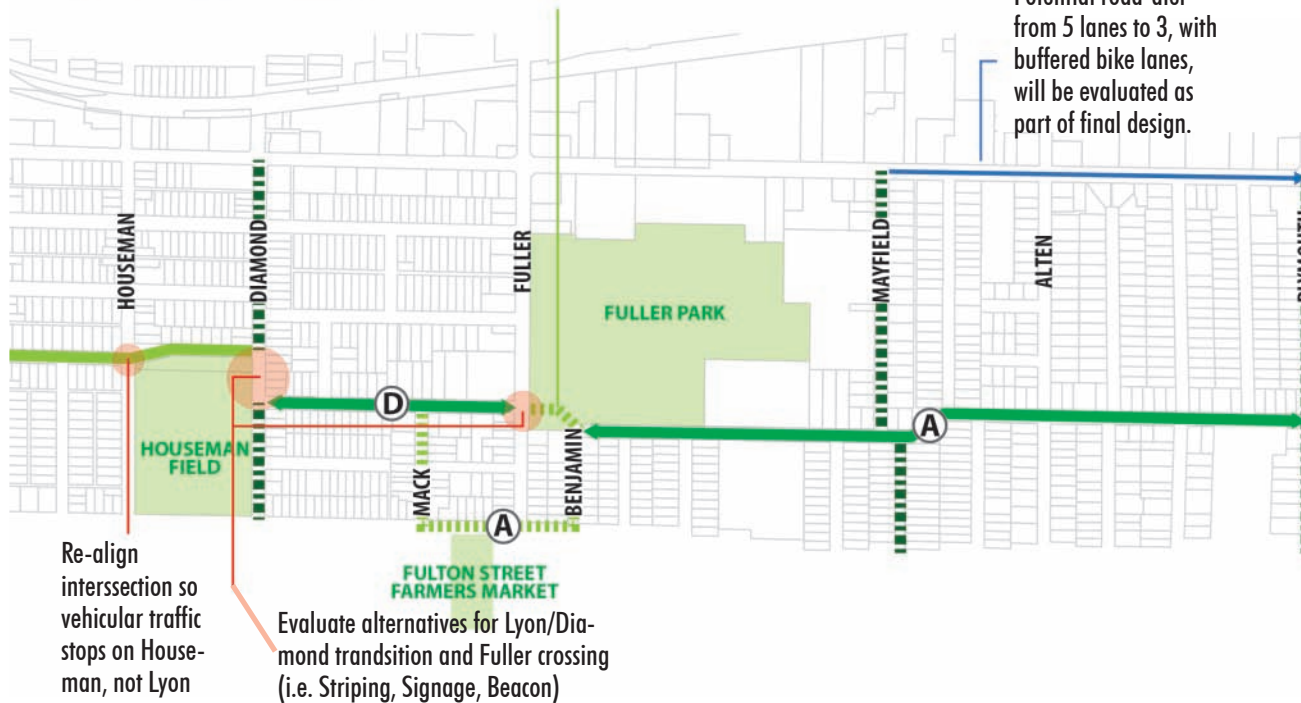 from 5 lanes to 3, with
buffered bike lanes,
will be evaluated as
part of final design.
HOUSEMAN
DIAMOND
FULLER
MAYFIELD
ALTEN
FULLER PARK
D
A
HOUSEMAN
FIELD
MACK
BENJAMIN
A
FULTON STREET
FARMERS MARKET
Re-align
interssection so
vehicular traffic
stops on House-
man, not Lyon
Evaluate alternatives for Lyon/Dia-
mond trandsition and Fuller crossing
(i.e. Striping, Signage, Beacon)